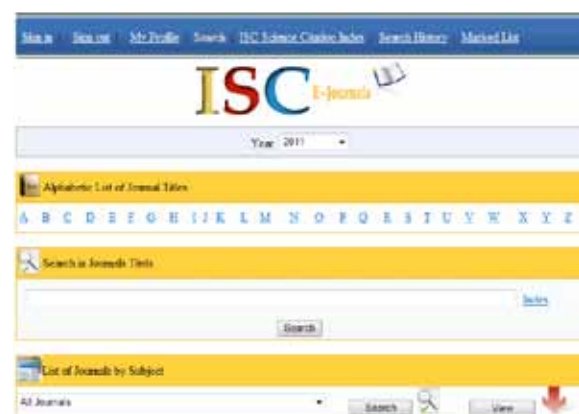 Sign in Sign out My Profile Search ISC Science Citation Index Search History Marked List
ISC E-Journals
Year 2011
Alphabetic List of Journal Titles
A B C D E F G H I J K L M N O P Q R S T U V W X Y Z
Search in Journals Titels
Index
Search
List of Journals by Subject
All Journals Search View